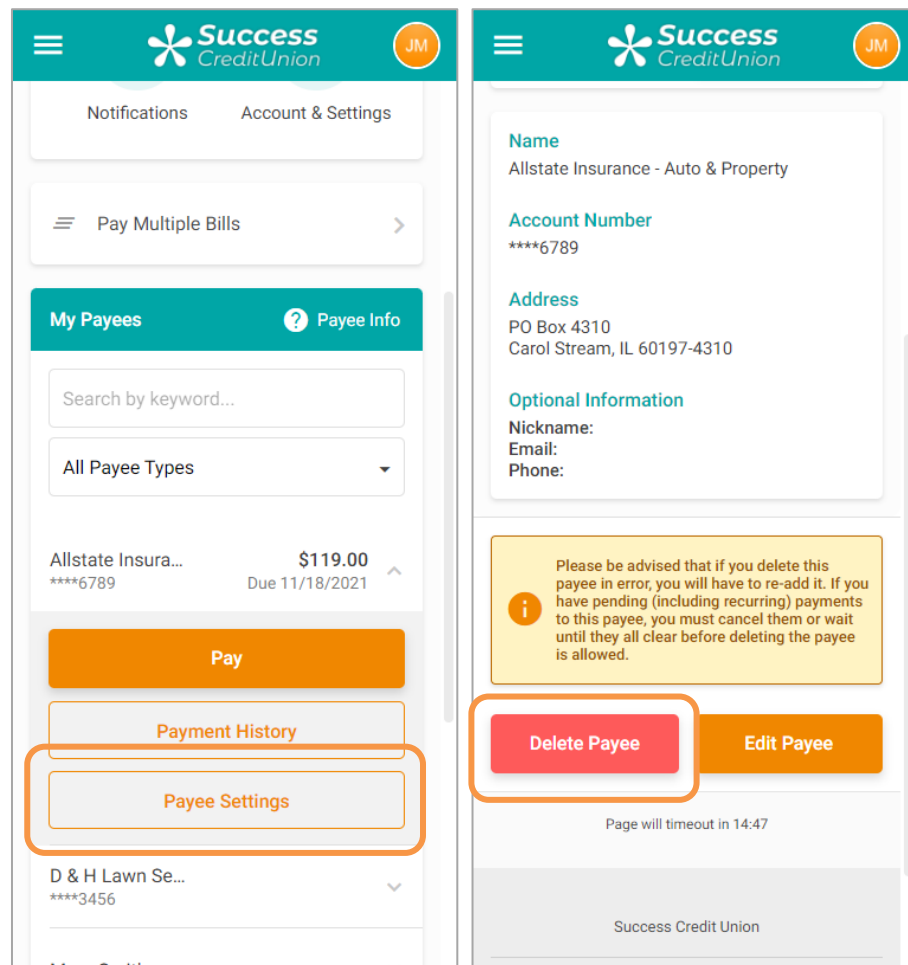 Success
CreditUnion
JM
Notifications
Account & Settings
Pay Multiple Bills
My Payees
? Payee Info
Search by keyword...
All Payee Types
Allstate Insura...
$119.00
****6789
Due 11/18/2021
Pay
Payment History
Payee Settings
D & H Lawn Se...
****3456
Success
CreditUnion
JM
Name
Allstate Insurance - Auto & Property
Account Number
****6789
Address
PO Box 4310
Carol Stream, IL 60197-4310
Optional Information
Nickname:
Email:
Phone:
Please be advised that if you delete this
payee in error, you will have to re-add it. If you
have pending (including recurring) payments
to this payee, you must cancel them or wait
until they all clear before deleting the payee
is allowed.
Delete Payee
Edit Payee
Page will timeout in 14:47
Success Credit Union